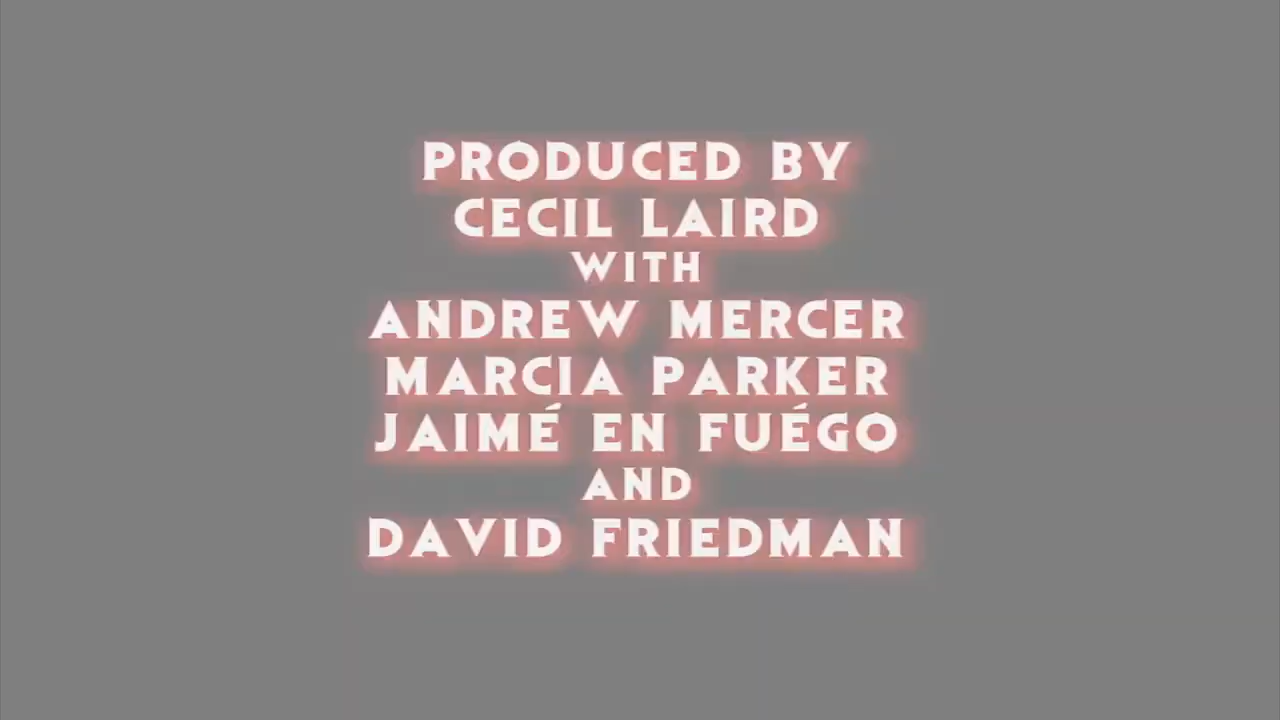 PRODUCED BY
CECIL LAIRD
WITH
ANDREW MERCER
MARCIA PARKER
JAIMÉ EN FUÉGO
AND
DAVID FRIEDMAN